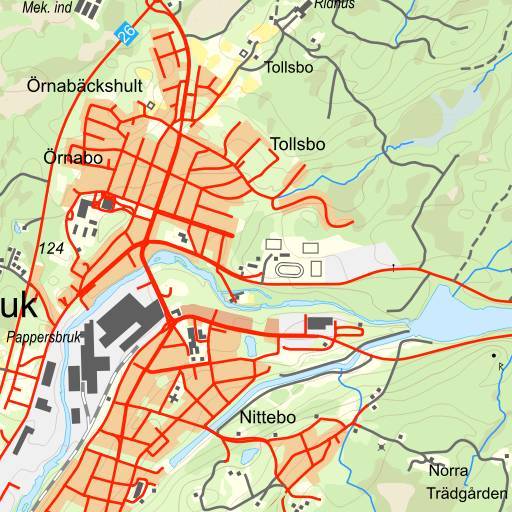 Mek. ind
Ridhus
26
Tollsbo
Örnabäckshult
Tollsbo
Örnabo
124
uk
Pappersbruk
Nittebo
Norra
Trädgården
R